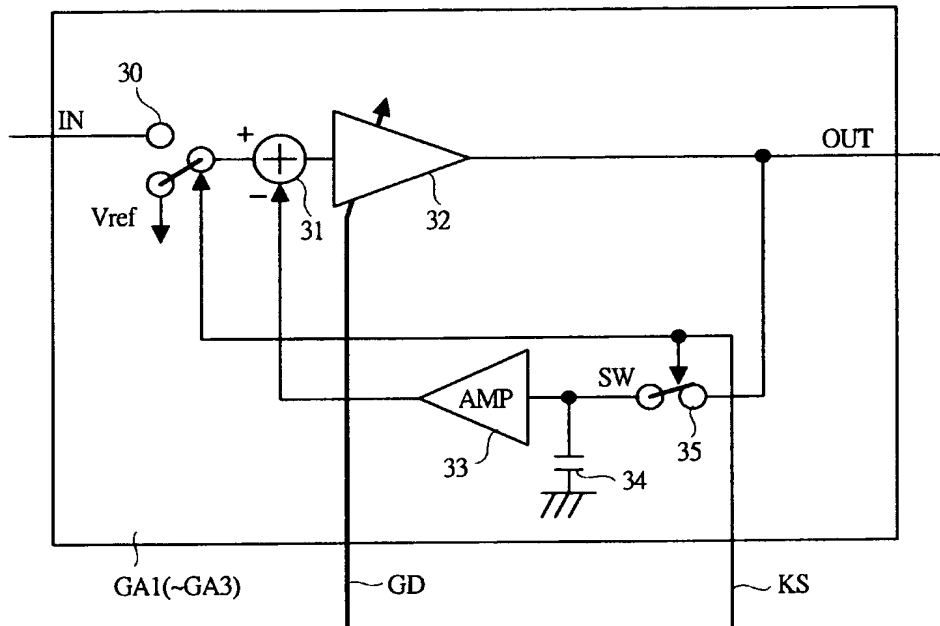 30
IN
+
OUT
−
31
32
Vref
SW
AMP
35
33
34
GA1(~GA3)
GD
KS